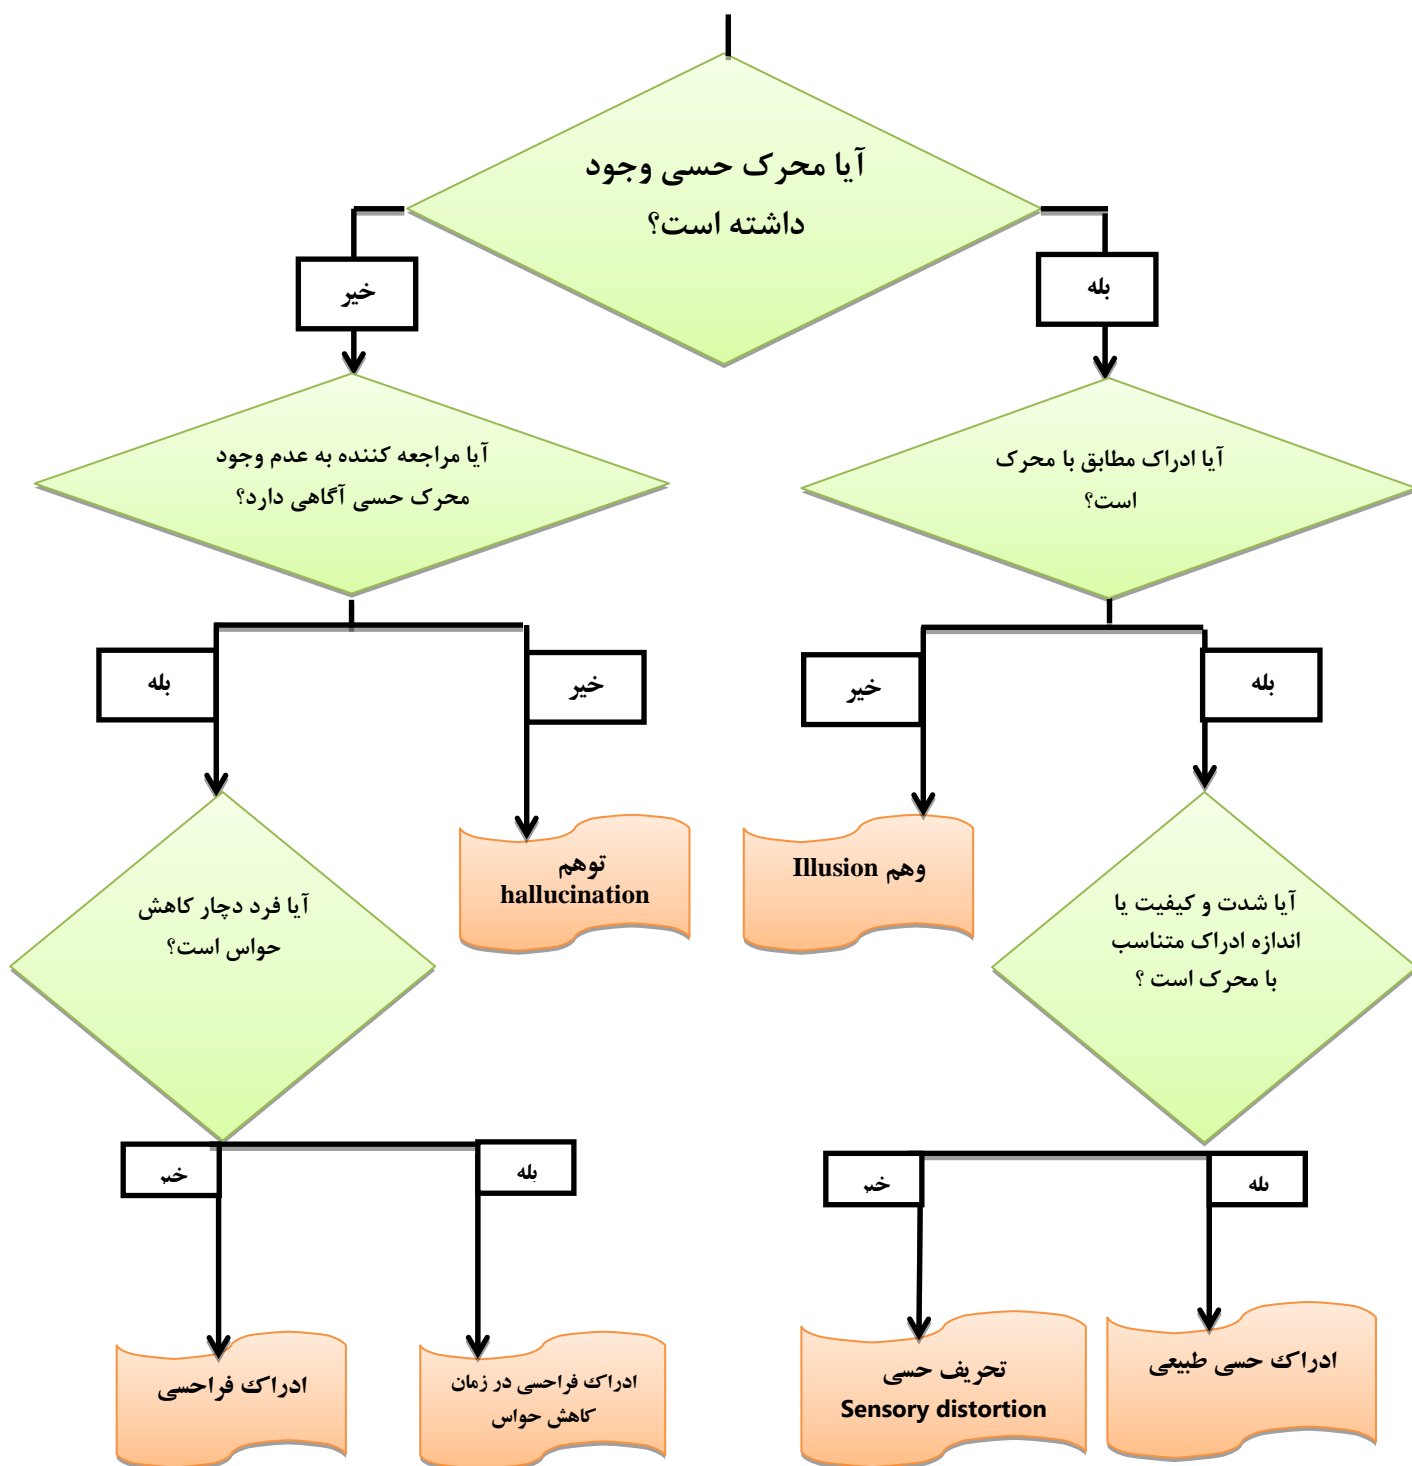 آیا محرک حسی وجود
داشته است؟
بله
خیر
آیا ادراک مطابق با محرک
است؟
آیا مراجعه کننده به عدم وجود
محرک حسی آگاهی دارد؟
بله
خیر
خیر
بله
وهم Illusion
توهم
hallucination
آیا شدت و کیفیت یا
اندازه ادراک متناسب
با محرک است ؟
آیا فرد دچار کاهش
حواس است؟
بله
خیر
بله
خیر
ادراک حسی طبیعی
تحریف حسی
Sensory distortion
ادراک فراحسی در زمان
کاهش حواس
ادراک فراحسی